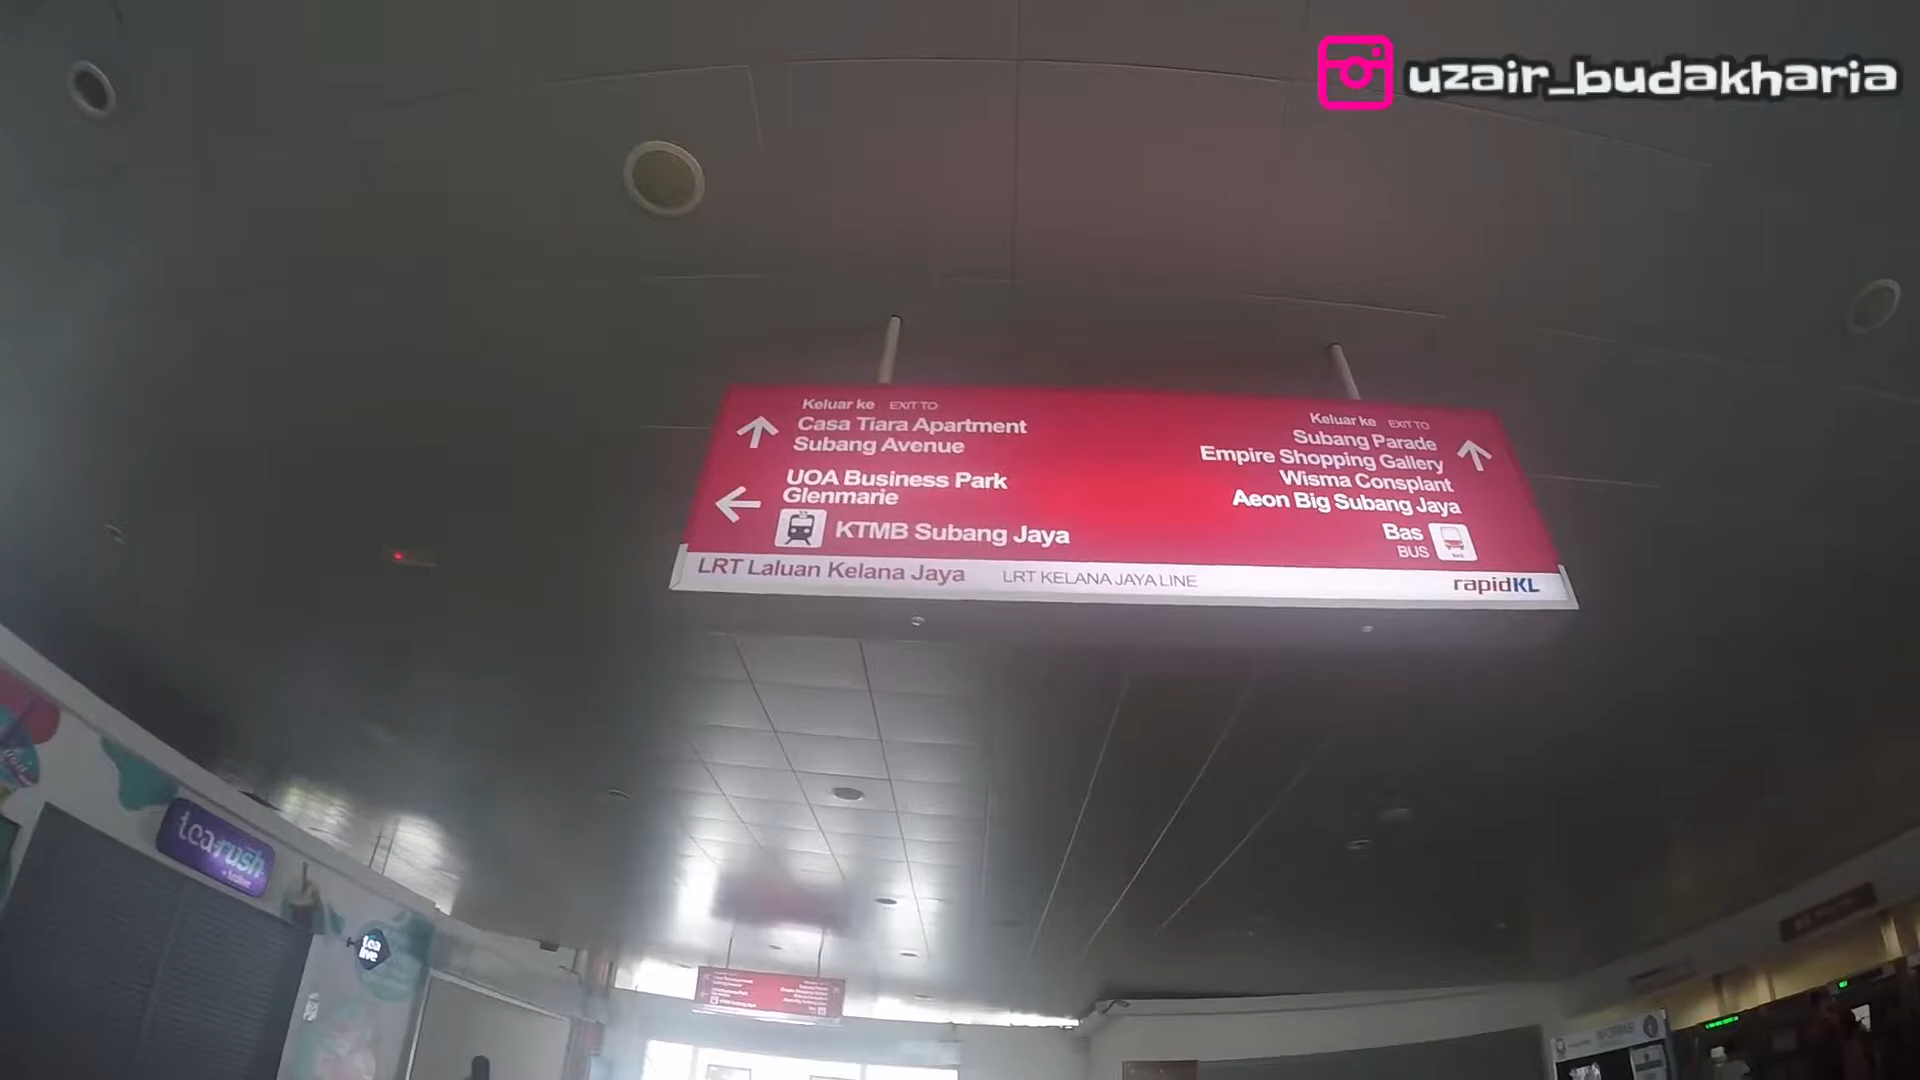 uzair_budakharia
Keluar ke EXIT TO
Casa Tiara Apartment
Subang Avenue
UOA Business Park
Glenmarie
KTMB Subang Jaya
Keluar ke EXIT TO
Subang Parade
Empire Shopping Gallery
Wisma Consplant
Aeon Big Subang Jaya
Bas
BUS
LRT Laluan Kelana Jaya LRT KELANA JAYA LINE
rapidKL
tea rush
tea
live